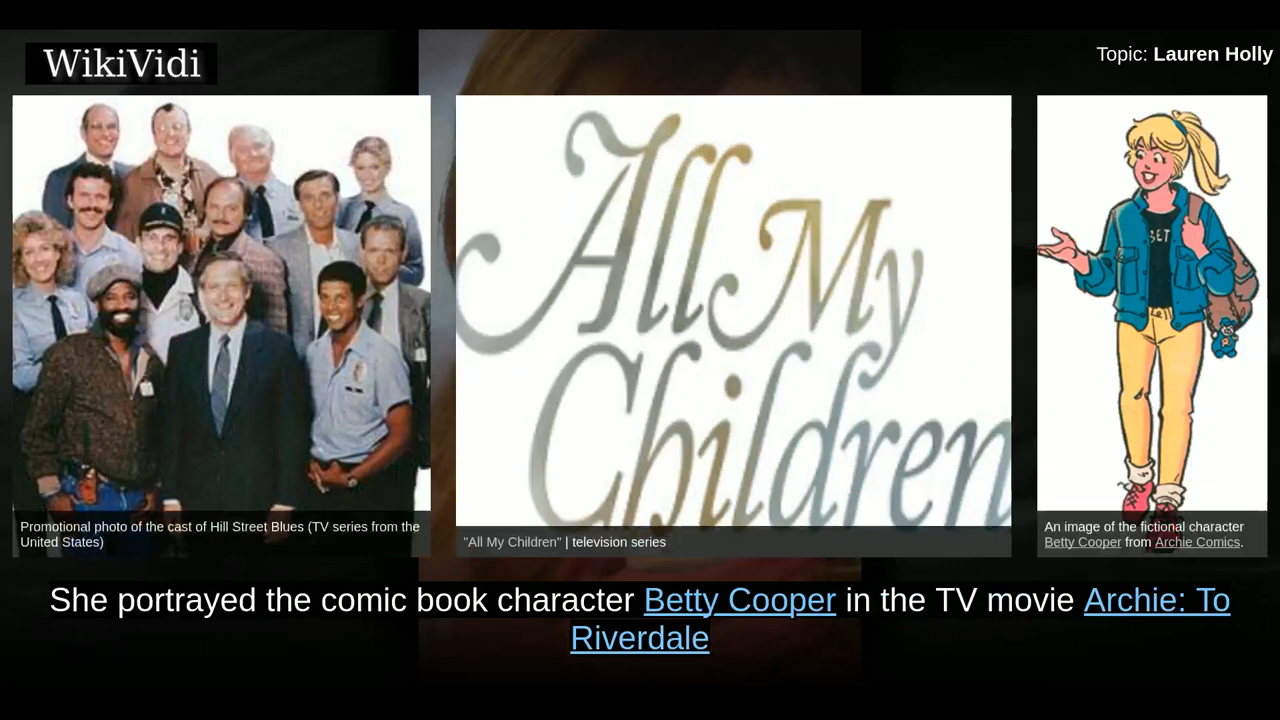 WikiVidi
Topic: Lauren Holly
All My
Children
BET
Promotional photo of the cast of Hill Street Blues (TV series from the
United States)
"All My Children" | television series
An image of the fictional character
Betty Cooper from Archie Comics.
She portrayed the comic book character Betty Cooper in the TV movie Archie: To
Riverdale